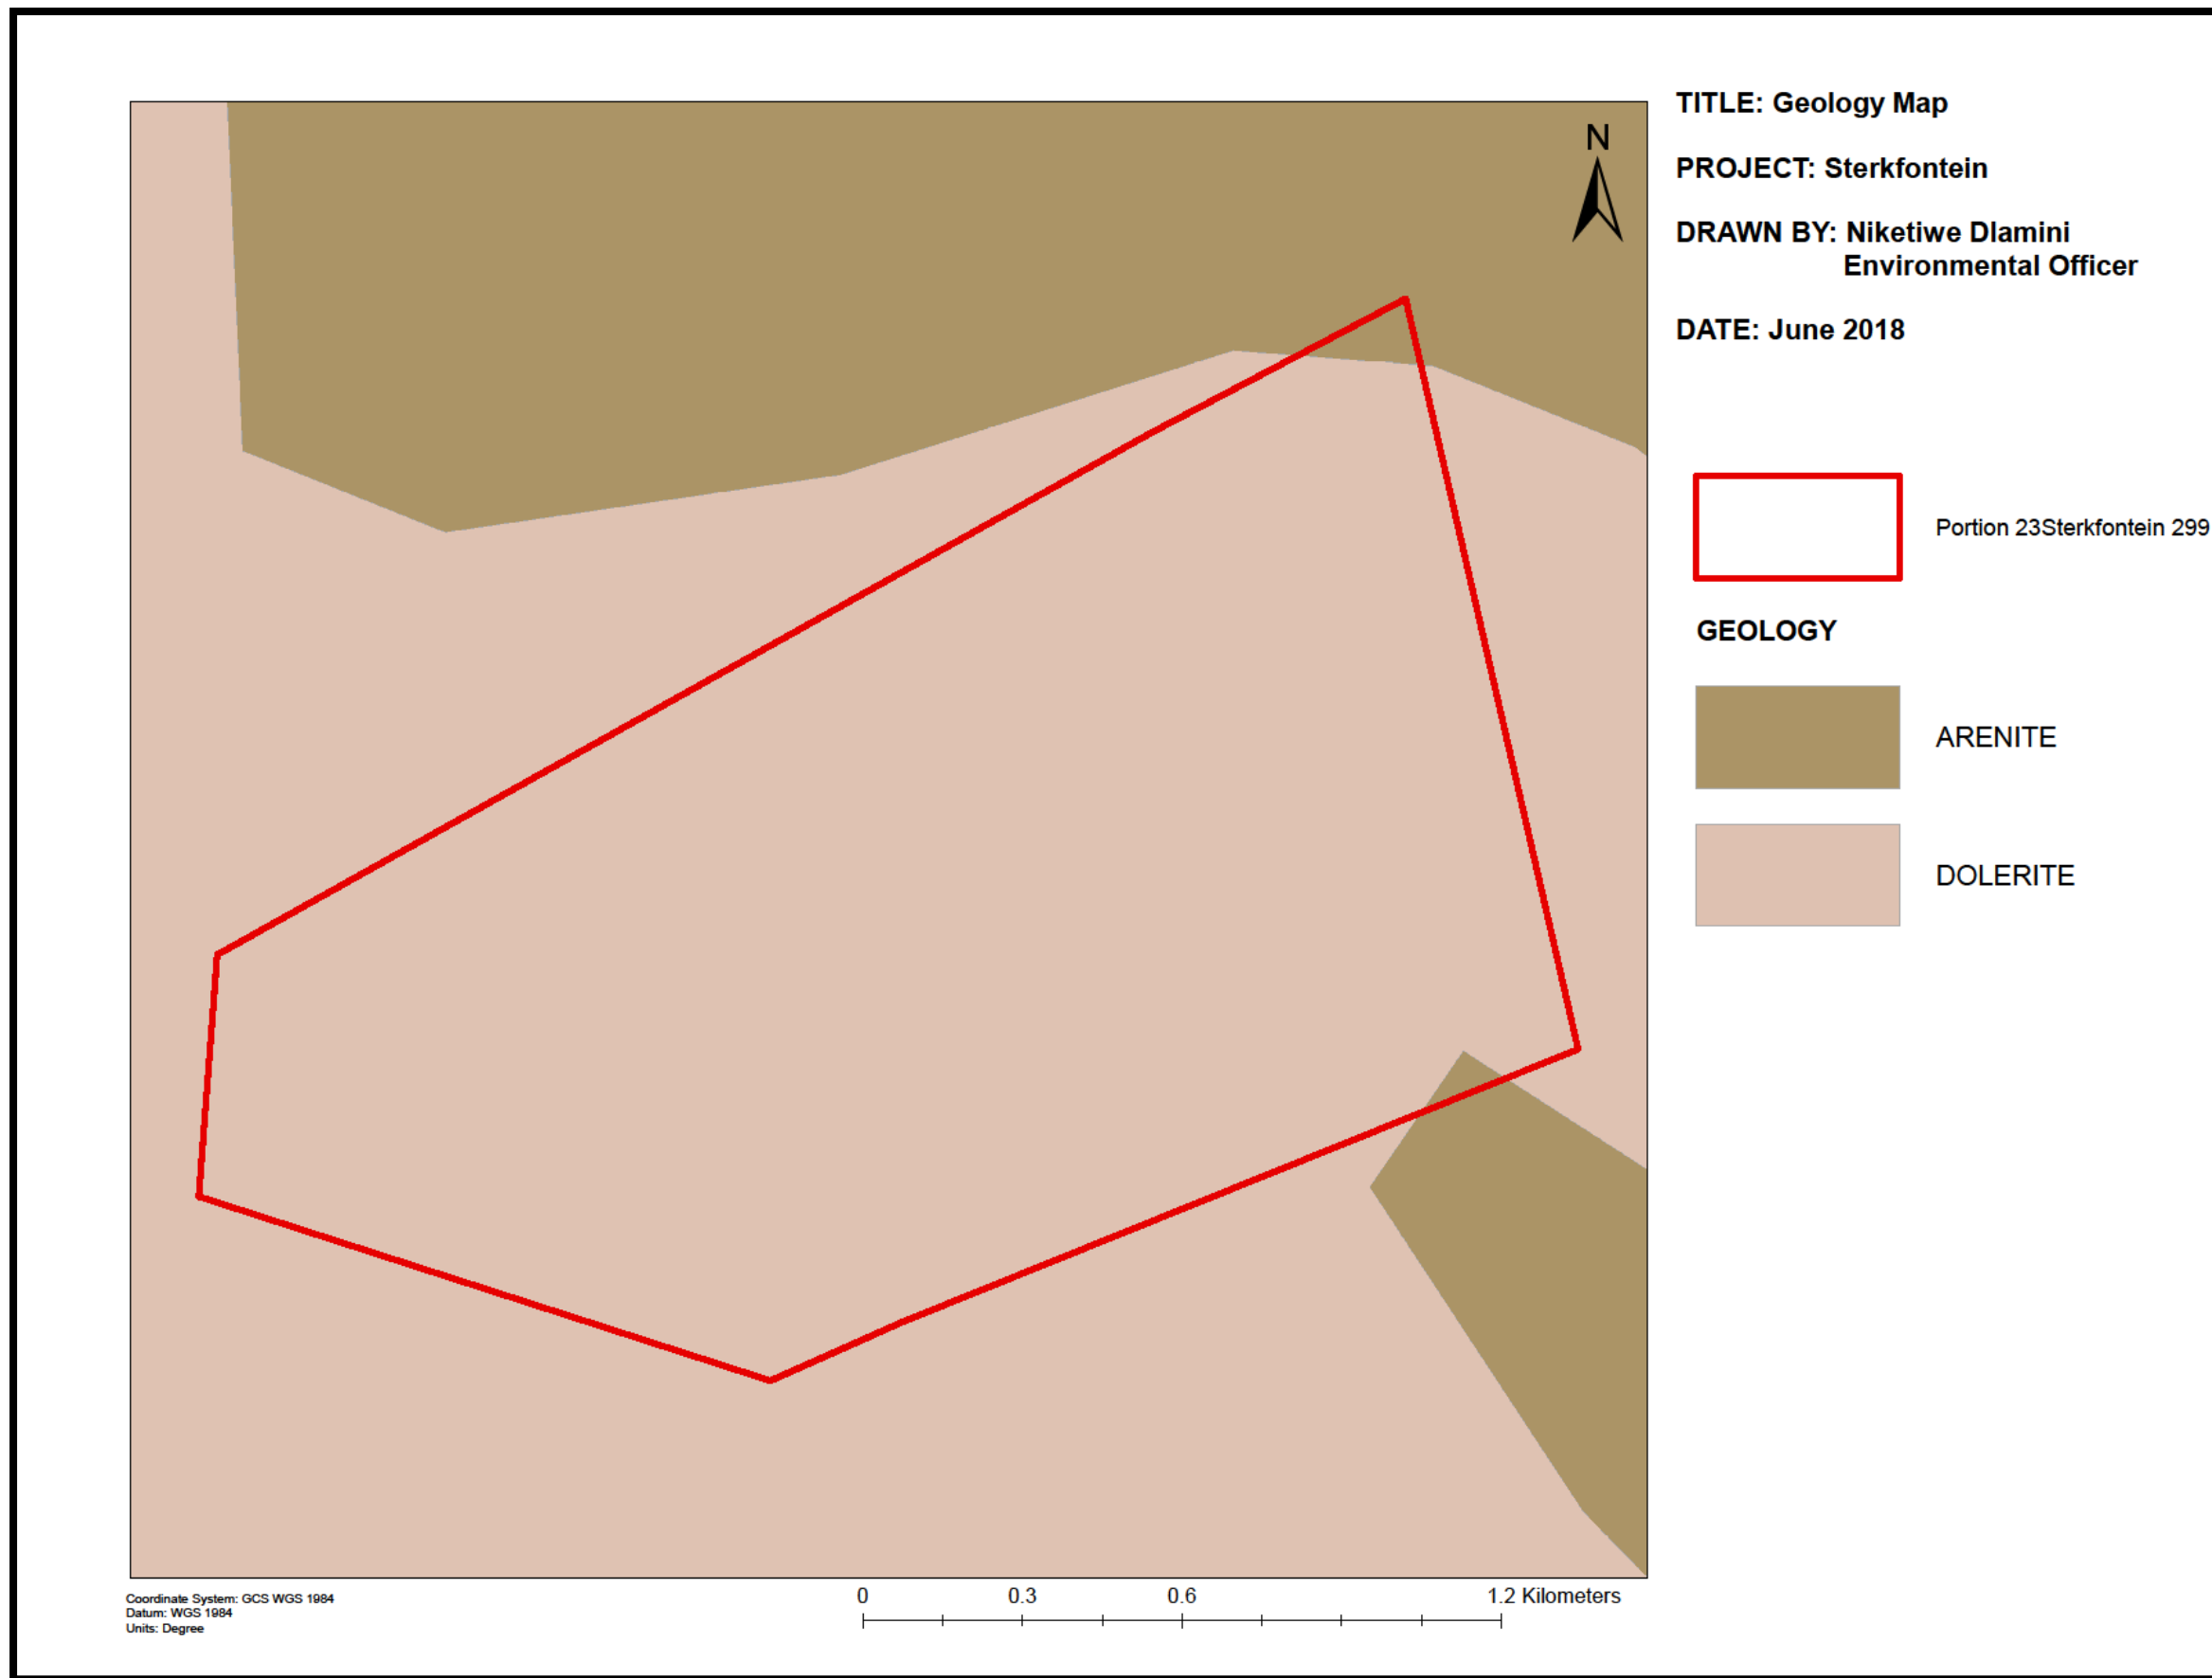 TITLE: Geology Map
PROJECT: Sterkfontein
DRAWN BY: Niketiwe Dlamini
Environmental Officer
DATE: June 2018
N
Portion 23Sterkfontein 299
GEOLOGY
ARENITE
DOLERITE
Coordinate System: GCS WGS 1984
Datum: WGS 1984
Units: Degree
0 0.3 0.6 1.2 Kilometers